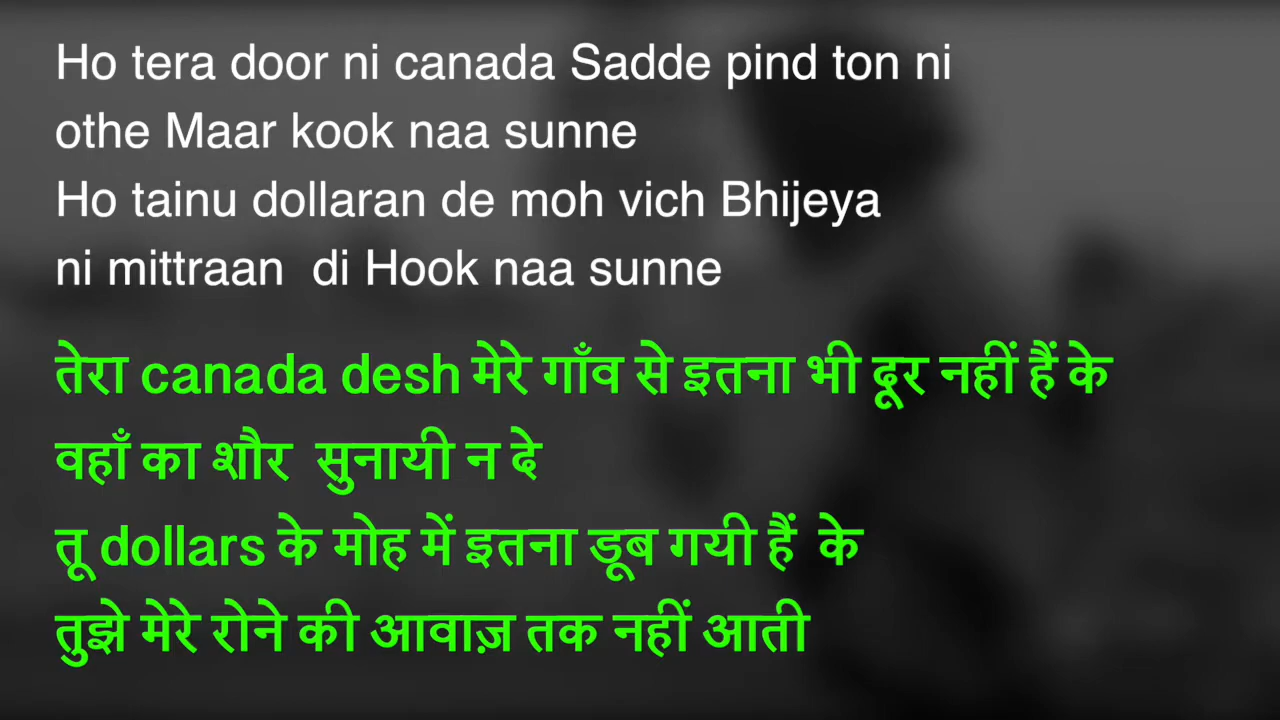 Ho tera door ni canada Sadde pind ton ni
othe Maar kook naa sunne
Ho tainu dollaran de moh vich Bhijeya
ni mittraan  di Hook naa sunne
तेरा canada desh मेरे गाँव से इतना भी दूर नहीं हैं के
वहाँ का शौर  सुनायी न दे
तू dollars के मोह में इतना डूब गयी हैं  के
तुझे मेरे रोने की आवाज़ तक नहीं आती